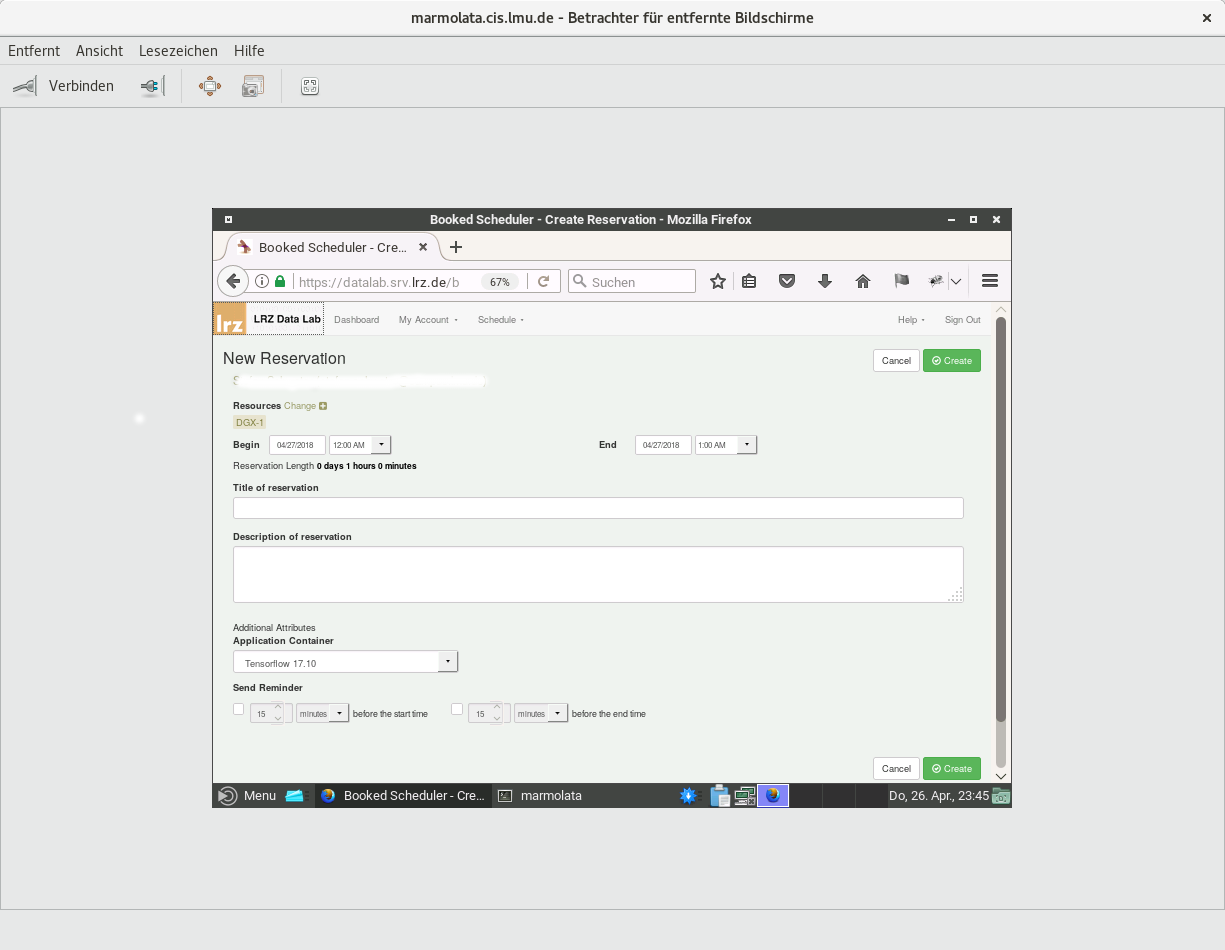 marmolata.cis.lmu.de - Betrachter für entfernte Bildschirme
Entfernt Ansicht Lesezeichen Hilfe
Verbinden
Booked Scheduler - Create Reservation - Mozilla Firefox
Booked Scheduler - Cre...
https://datalab.srv.lrz.de/b 67% Suchen
lrz LRZ Data Lab Dashboard My Account Schedule Help Sign Out
New Reservation Cancel Create
Resources Change
DGX-1
Begin 04/27/2018 12:00 AM End 04/27/2018 1:00 AM
Reservation Length 0 days 1 hours 0 minutes
Title of reservation
Description of reservation
Additional Attributes
Application Container
Tensorflow 17.10
Send Reminder
15 minutes before the start time 15 minutes before the end time
Cancel Create
Menu Booked Scheduler - Cre... marmolata Do, 26. Apr., 23:45